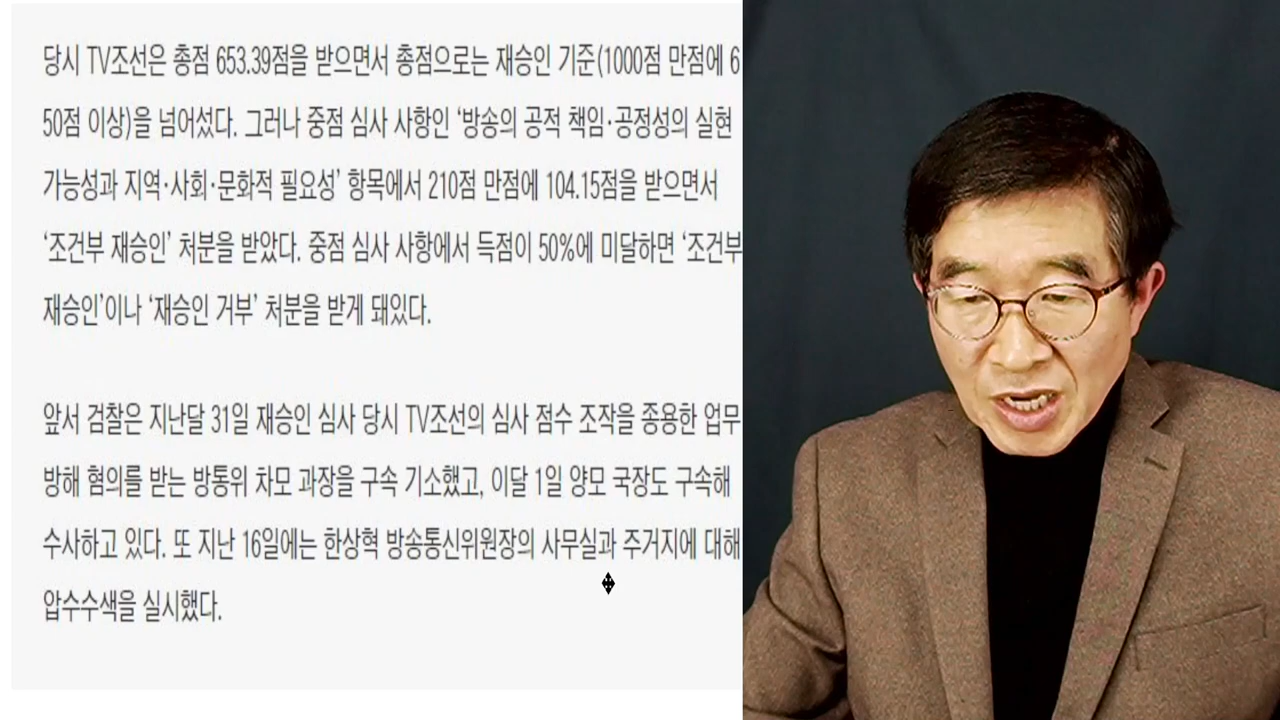 당시 TV조선은 총점 653.39점을 받으면서 총점으로는 재승인 기준(1000점 만점에 6
50점 이상)을 넘어섰다. 그러나 중점 심사 사항인 ‘방송의 공적 책임·공정성의 실현
가능성과 지역·사회·문화적 필요성’ 항목에서 210점 만점에 104.15점을 받으면서
‘조건부 재승인’ 처분을 받았다. 중점 심사 사항에서 득점이 50%에 미달하면 ‘조건부
재승인’이나 ‘재승인 거부’ 처분을 받게 돼있다.
앞서 검찰은 지난달 31일 재승인 심사 당시 TV조선의 심사 점수 조작을 종용한 업무
방해 혐의를 받는 방통위 차모 과장을 구속 기소했고, 이달 1일 양모 국장도 구속해
수사하고 있다. 또 지난 16일에는 한상혁 방송통신위원장의 사무실과 주거지에 대해
압수수색을 실시했다.